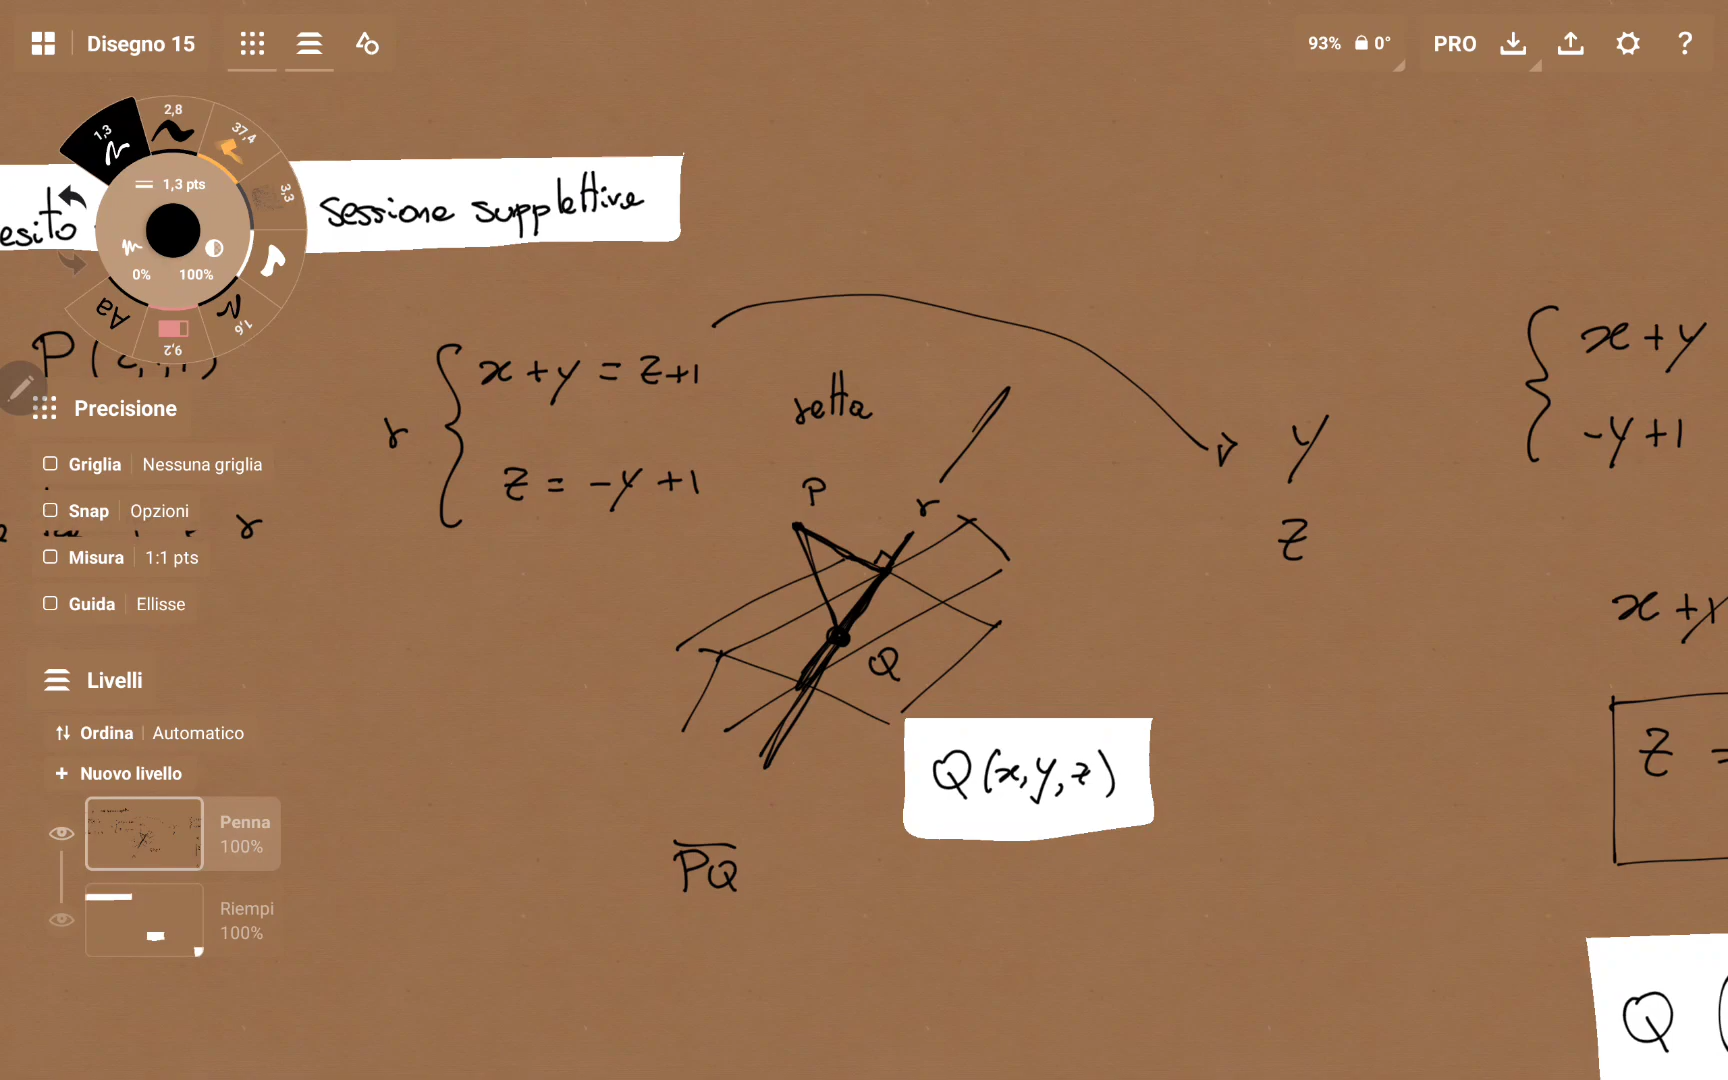 Disegno 15
93% 0° PRO ?
2,8
1,3
37,4
3,3
1,3 pts
0% 100%
Aa
1,6
9,2
esito
sessione supplettiva
P(
r
x+y = z+1
z = -y +1
retta
P
r
Q
Q(x,y,z)
PQ
y
z
x+y
-y+1
x+y
z =
Q (
r
Precisione
Griglia Nessuna griglia
Snap Opzioni
Misura 1:1 pts
Guida Ellisse
Livelli
Ordina Automatico
+ Nuovo livello
Penna
100%
Riempi
100%